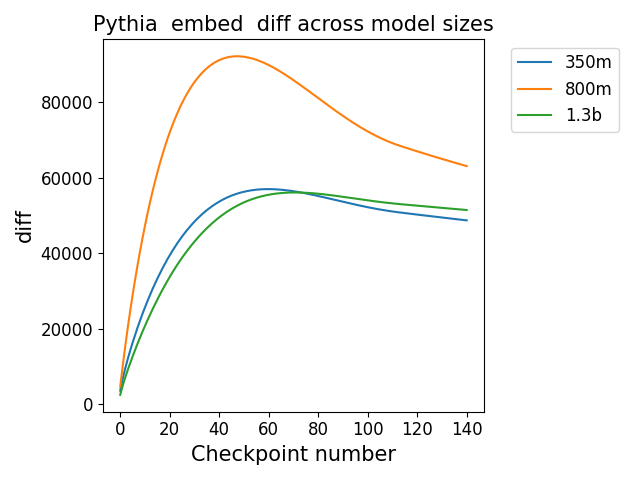 Pythia  embed  diff across model sizes
350m
800m
1.3b
diff
80000
60000
40000
20000
0
0 20 40 60 80 100 120 140
Checkpoint number